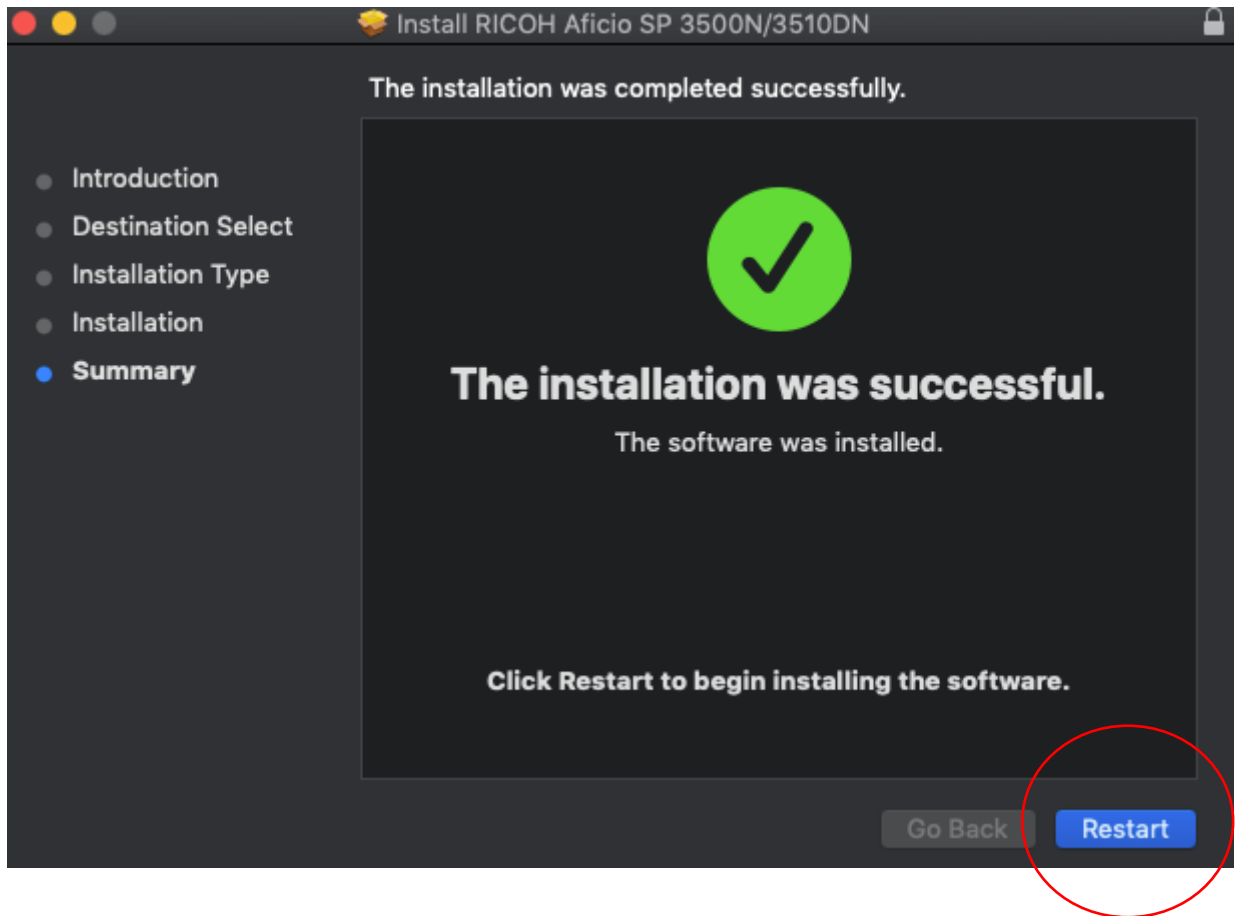 Install RICOH Aficio SP 3500N/3510DN
The installation was completed successfully.
Introduction
Destination Select
Installation Type
Installation
Summary
The installation was successful.
The software was installed.
Click Restart to begin installing the software.
Go Back
Restart